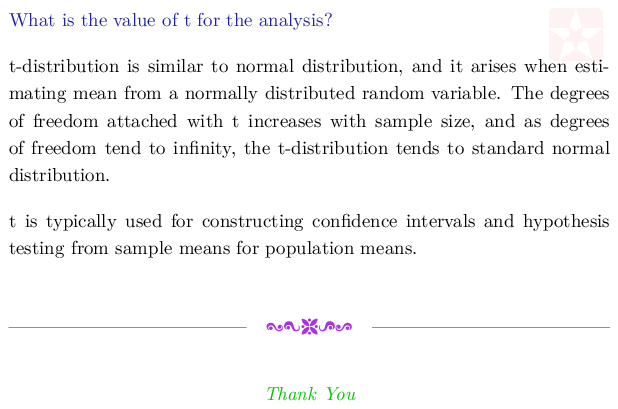 What is the value of t for the analysis?
t-distribution is similar to normal distribution, and it arises when esti-
mating mean from a normally distributed random variable. The degrees
of freedom attached with t increases with sample size, and as degrees
of freedom tend to infinity, the t-distribution tends to standard normal
distribution.
t is typically used for constructing confidence intervals and hypothesis
testing from sample means for population means.
Thank You